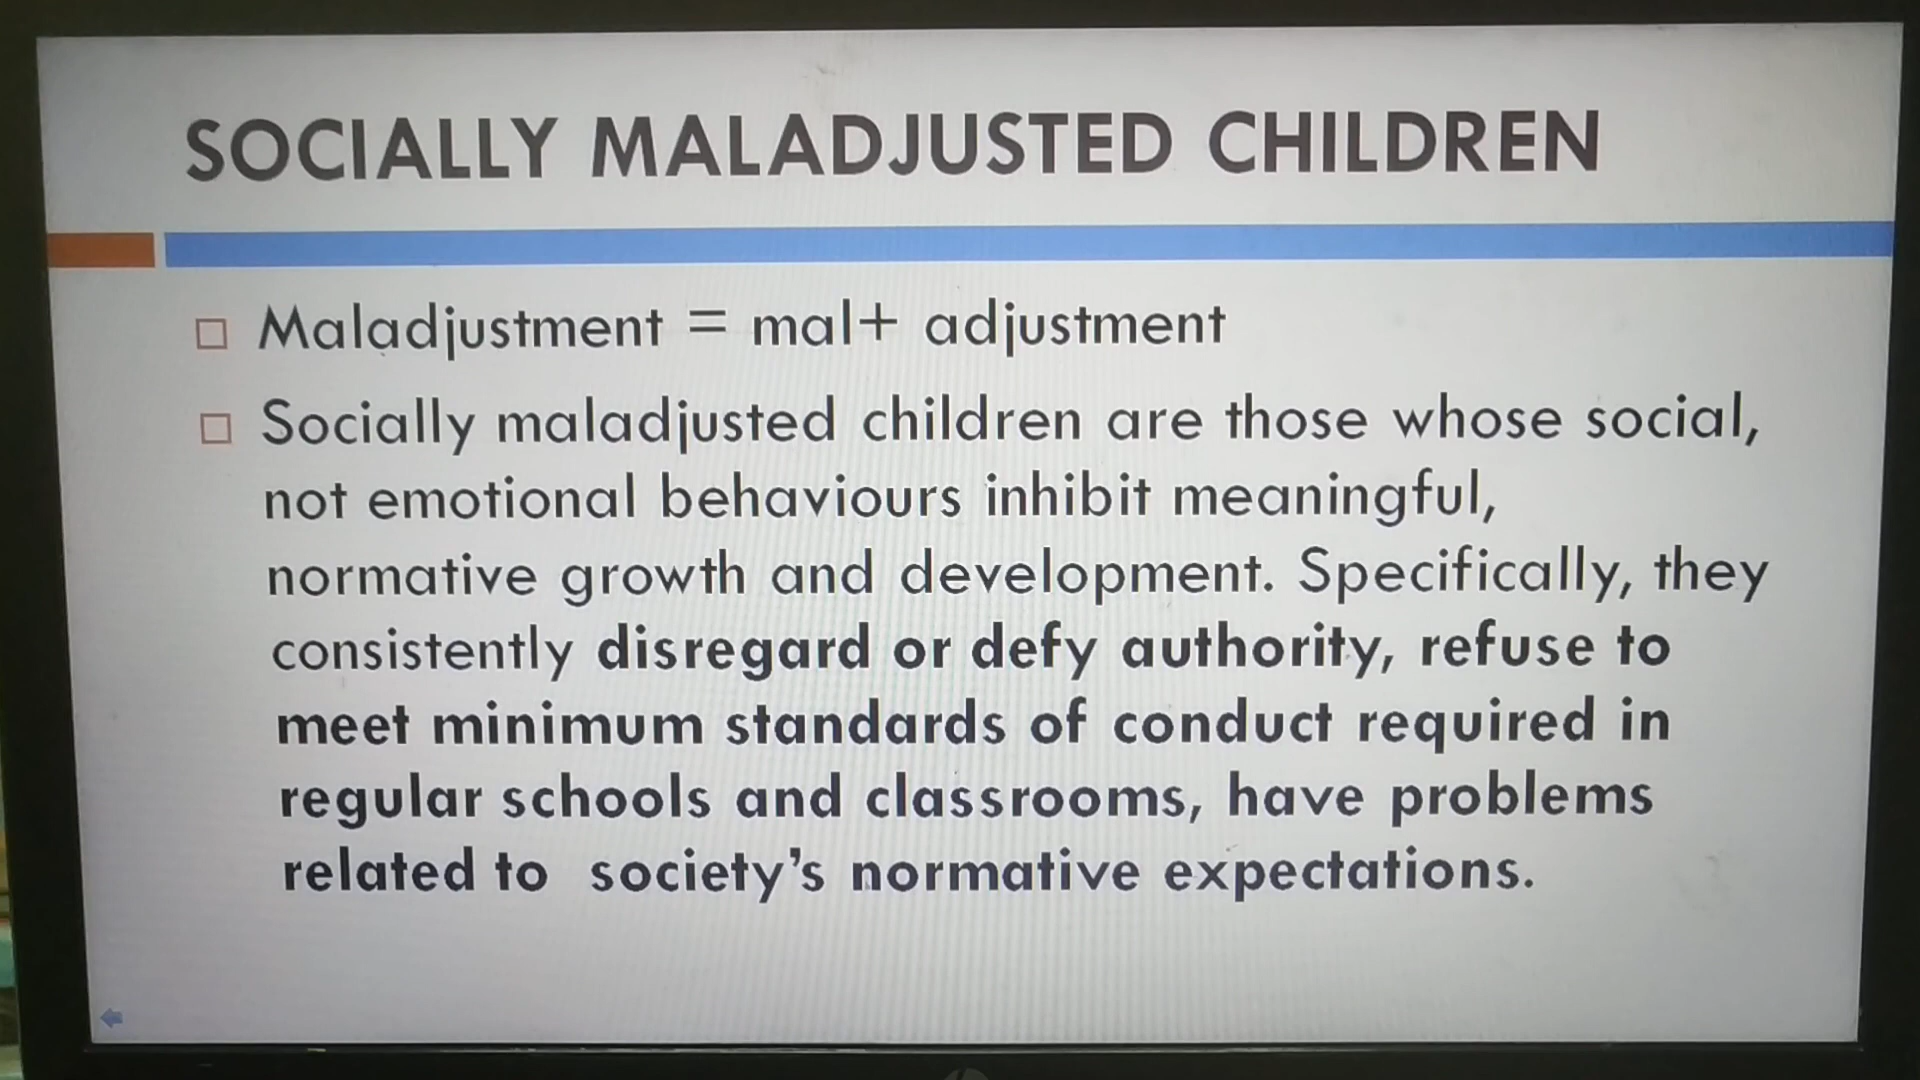 SOCIALLY MALADJUSTED CHILDREN
Maladjustment = mal+ adjustment
Socially maladjusted children are those whose social,
not emotional behaviours inhibit meaningful,
normative growth and development. Specifically, they
consistently disregard or defy authority, refuse to
meet minimum standards of conduct required in
regular schools and classrooms, have problems
related to society's normative expectations.